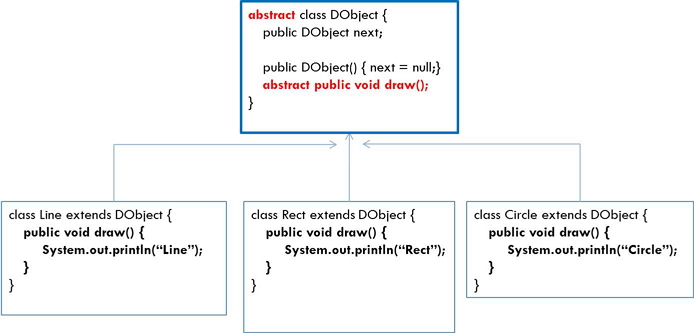 abstract class DObject {
public DObject next;
public DObject() { next = null;}
abstract public void draw();
}
class Line extends DObject {
public void draw() {
System.out.println(“Line”);
}
}
class Rect extends DObject {
public void draw() {
System.out.println(“Rect”);
}
}
class Circle extends DObject {
public void draw() {
System.out.println(“Circle”);
}
}